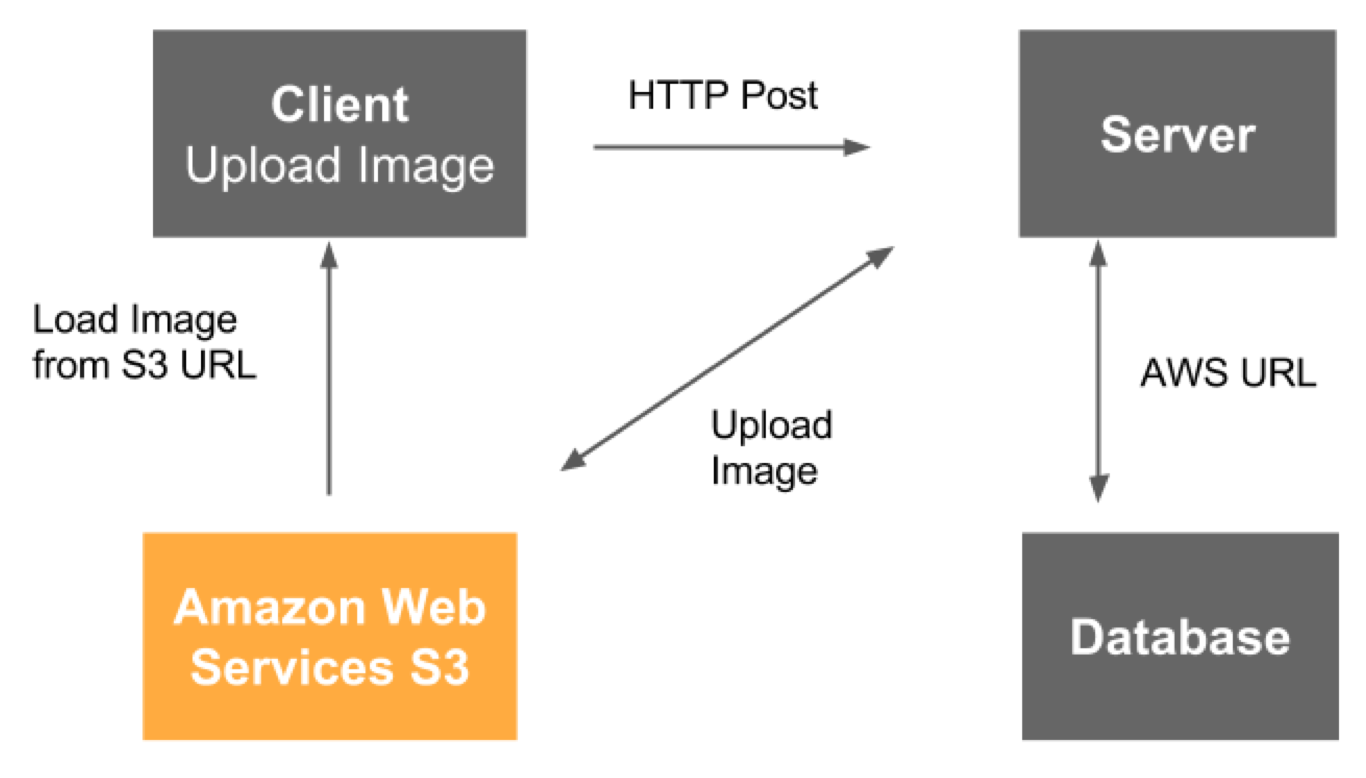 Client
Upload Image
HTTP Post
Server
Load Image
from S3 URL
Upload
Image
AWS URL
Amazon Web
Services S3
Database